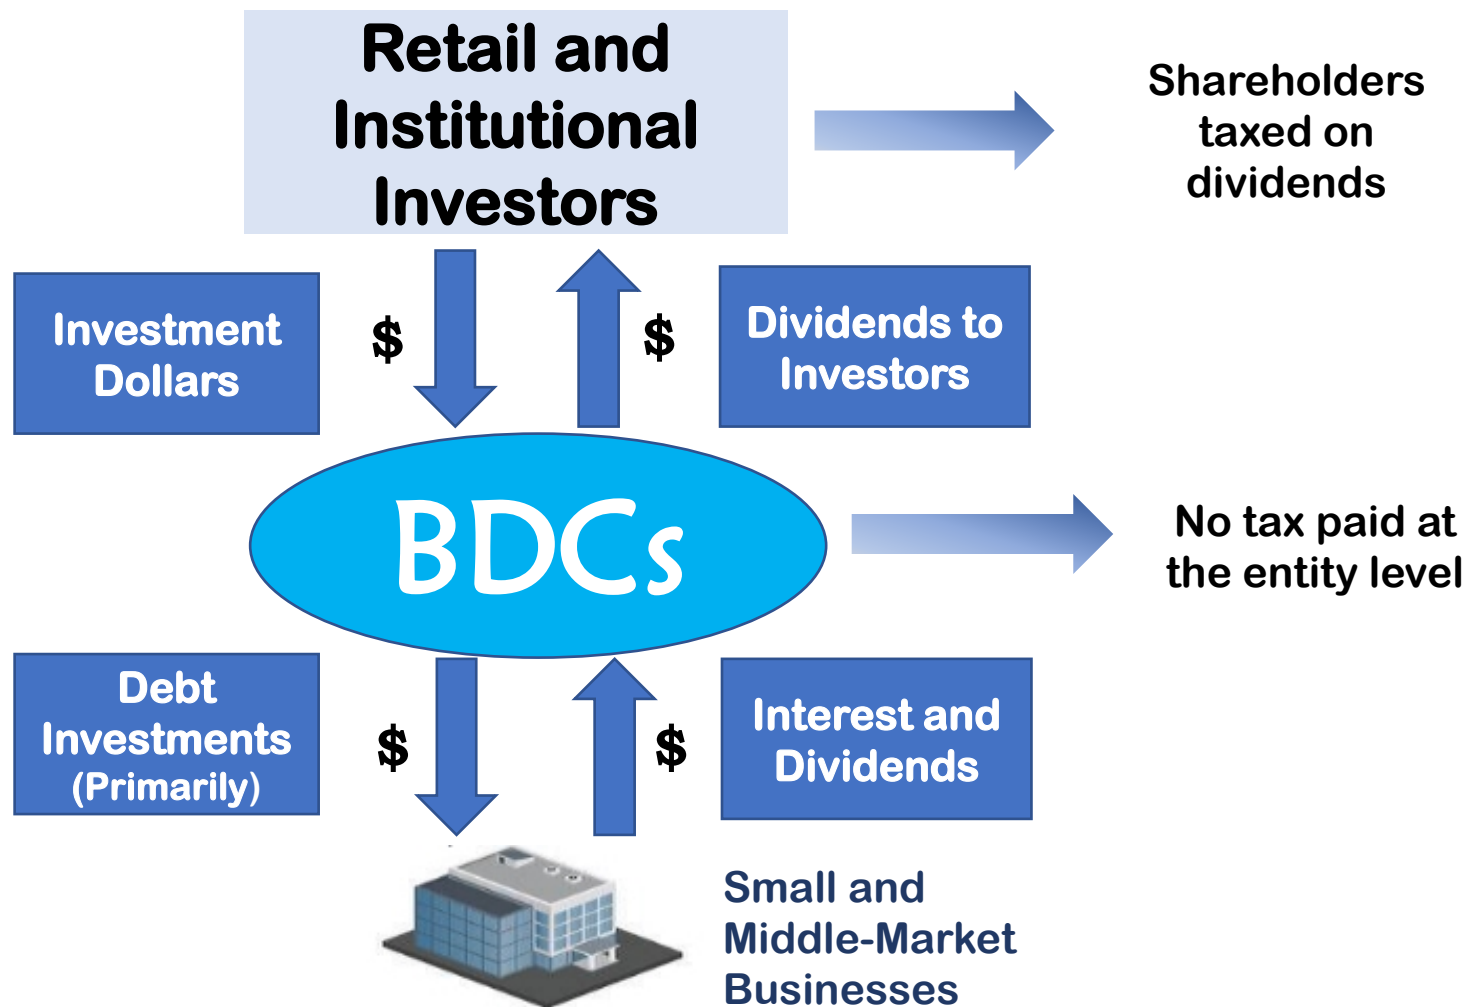 Retail and
Institutional
Investors
Shareholders
taxed on
dividends
Investment
Dollars
$
$
Dividends to
Investors
BDCs
No tax paid at
the entity level
Debt
Investments
(Primarily)
$
$
Interest and
Dividends
Small and
Middle-Market
Businesses